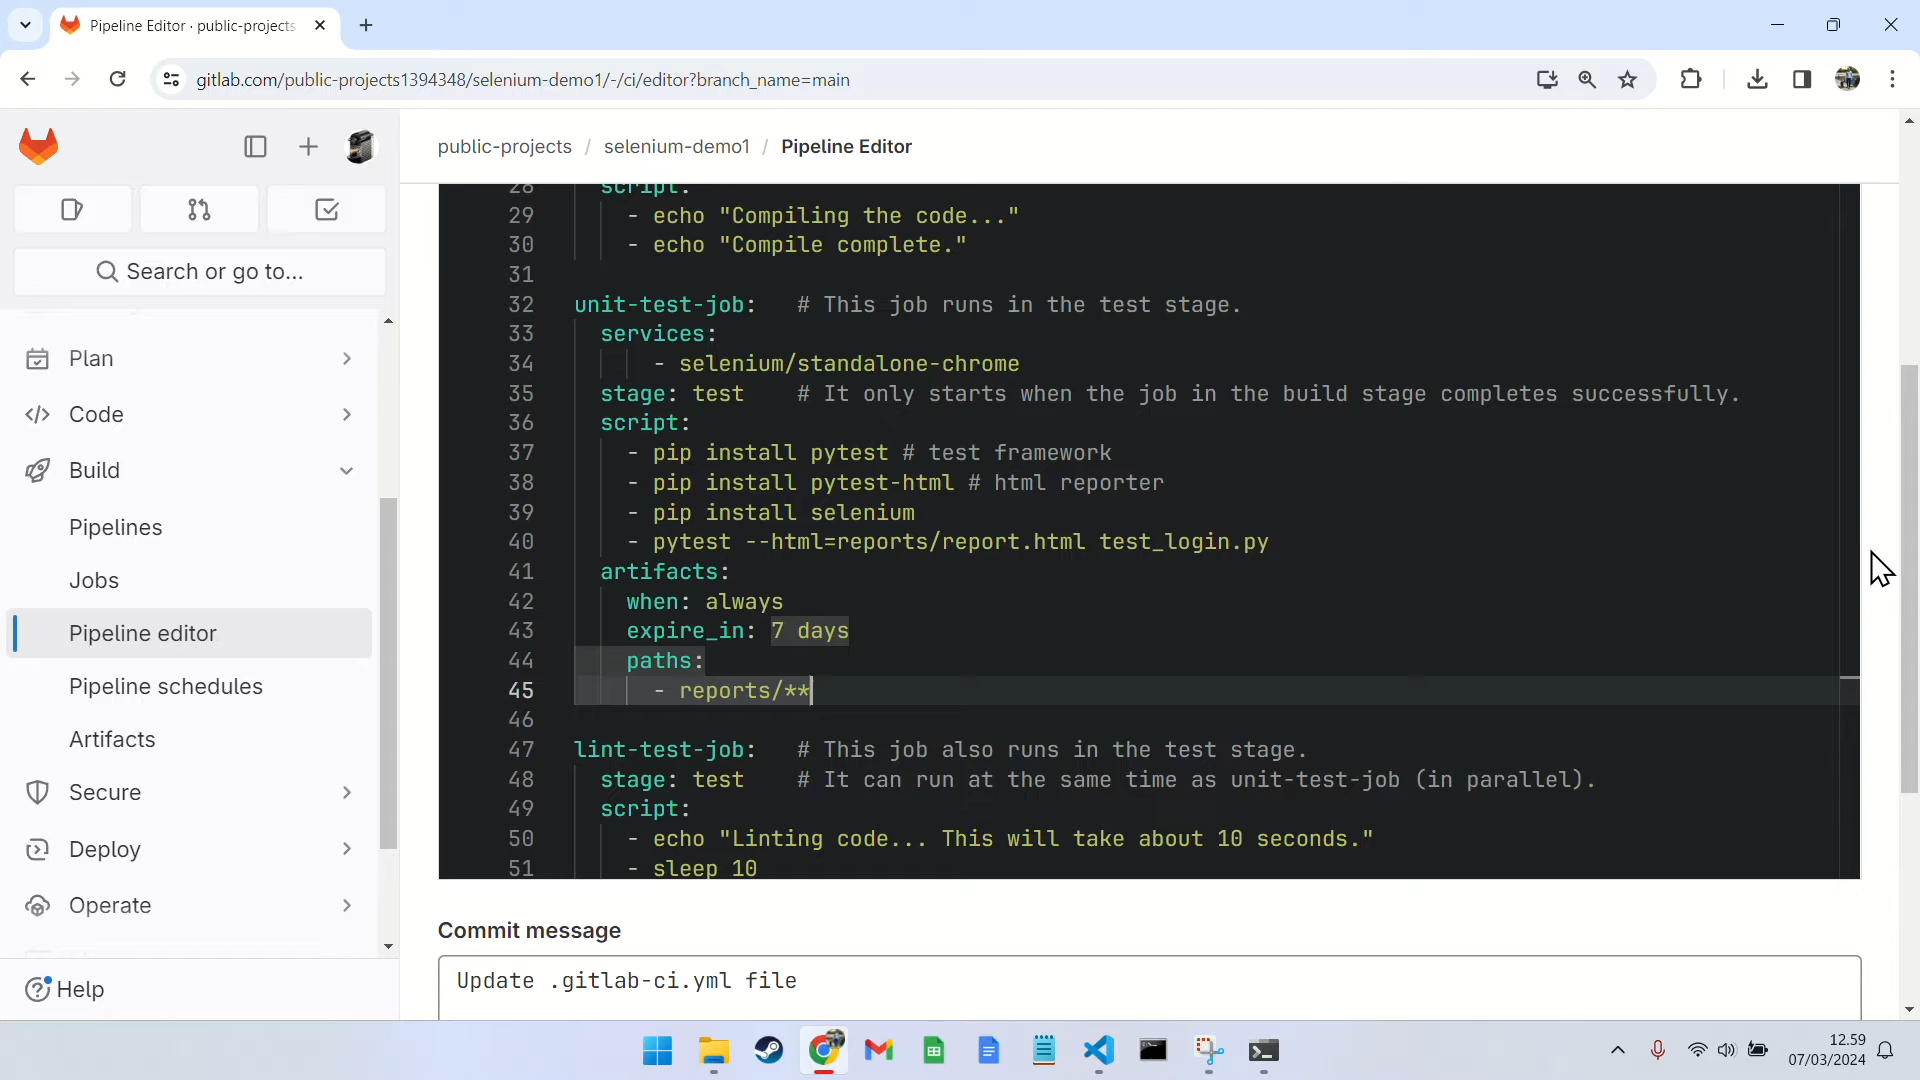 Pipeline Editor · public-projects
gitlab.com/public-projects1394348/selenium-demo1/-/ci/editor?branch_name=main
public-projects / selenium-demo1 / Pipeline Editor
Search or go to...
Plan
Code
Build
Pipelines
Jobs
Pipeline editor
Pipeline schedules
Artifacts
Secure
Deploy
Operate
Help
28 script:
29 - echo "Compiling the code..."
30 - echo "Compile complete."
31
32 unit-test-job: # This job runs in the test stage.
33 services:
34 - selenium/standalone-chrome
35 stage: test # It only starts when the job in the build stage completes successfully.
36 script:
37 - pip install pytest # test framework
38 - pip install pytest-html # html reporter
39 - pip install selenium
40 - pytest --html=reports/report.html test_login.py
41 artifacts:
42 when: always
43 expire_in: 7 days
44 paths:
45 - reports/**
46
47 lint-test-job: # This job also runs in the test stage.
48 stage: test # It can run at the same time as unit-test-job (in parallel).
49 script:
50 - echo "Linting code... This will take about 10 seconds."
51 - sleep 10
Commit message
Update .gitlab-ci.yml file
12.59
07/03/2024